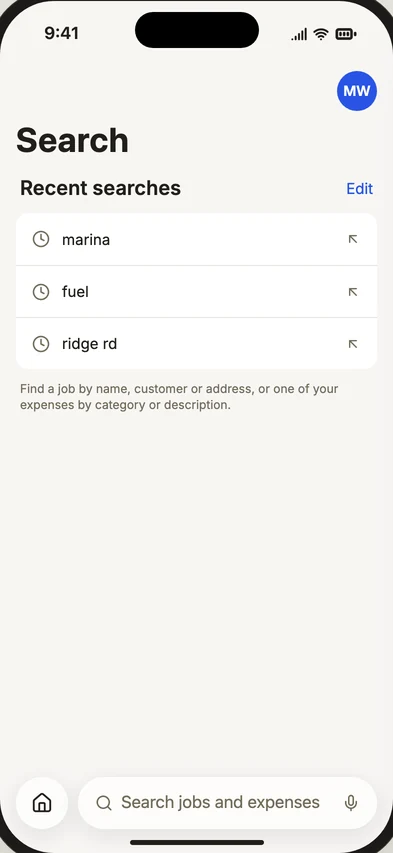 9:41
MW
Search
Recent searches
Edit
marina
fuel
ridge rd
Find a job by name, customer or address, or one of your
expenses by category or description.
Search jobs and expenses